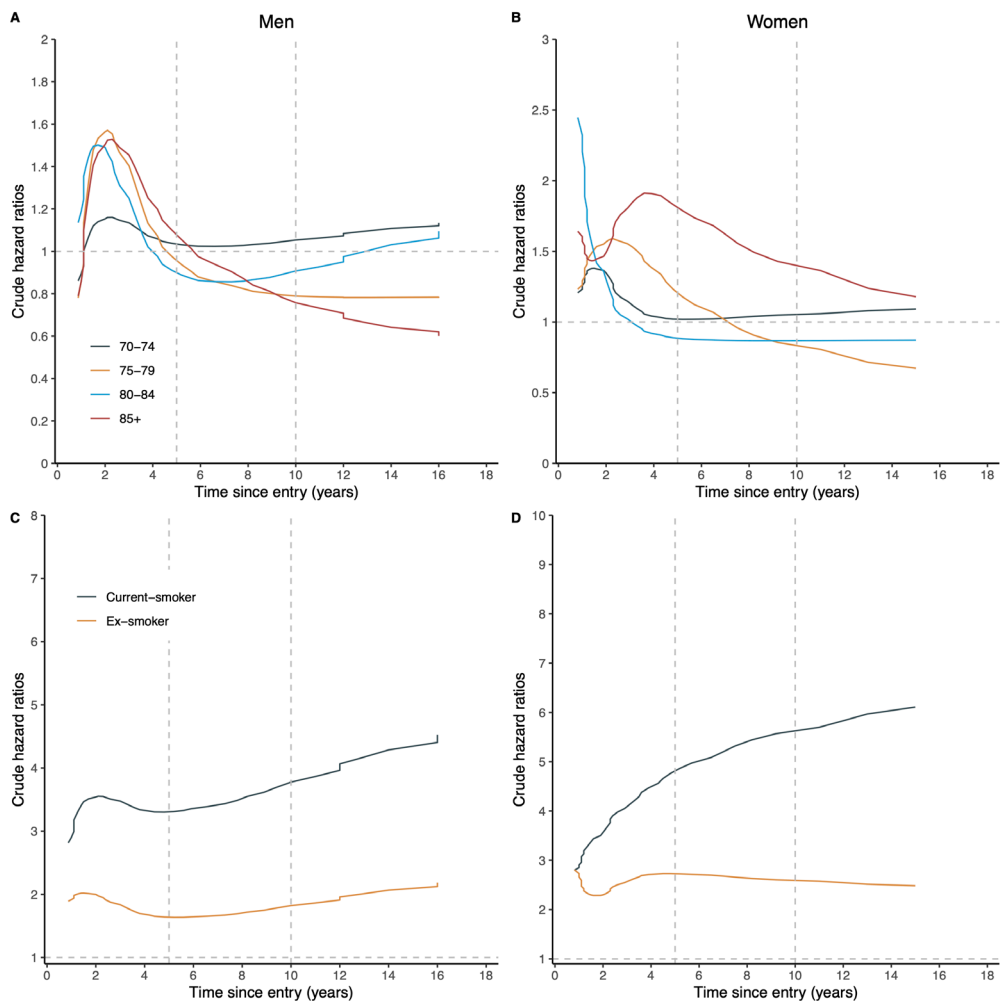 A Men
Crude hazard ratios
2
1.8
1.6
1.4
1.2
1
0.8
0.6
0.4
0.2
0
70–74
75–79
80–84
85+
0 2 4 6 8 10 12 14 16 18
Time since entry (years)
B Women
Crude hazard ratios
3
2.5
2
1.5
1
0.5
0
0 2 4 6 8 10 12 14 16 18
Time since entry (years)
C
Crude hazard ratios
8
7
6
5
4
3
2
1
Current–smoker
Ex–smoker
0 2 4 6 8 10 12 14 16 18
Time since entry (years)
D
Crude hazard ratios
10
9
8
7
6
5
4
3
2
1
0 2 4 6 8 10 12 14 16 18
Time since entry (years)